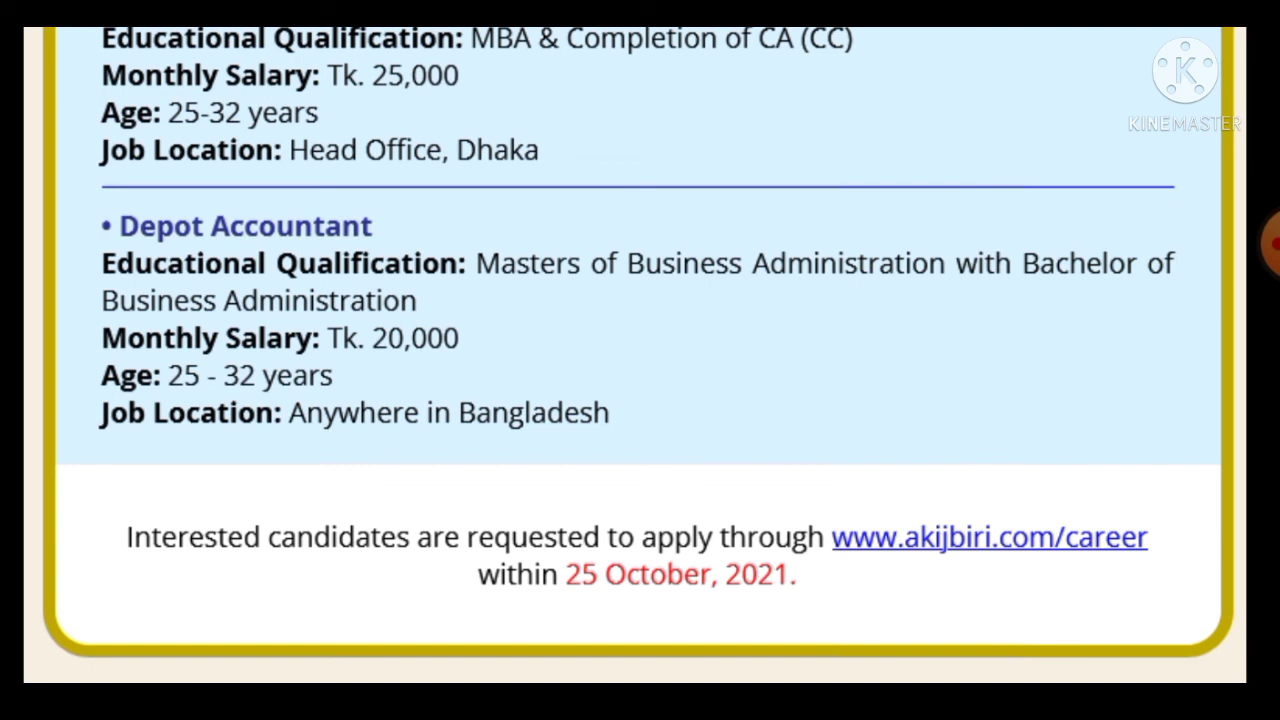 Educational Qualification: MBA & Completion of CA (CC)
Monthly Salary: Tk. 25,000
Age: 25-32 years
Job Location: Head Office, Dhaka
• Depot Accountant
Educational Qualification: Masters of Business Administration with Bachelor of
Business Administration
Monthly Salary: Tk. 20,000
Age: 25 - 32 years
Job Location: Anywhere in Bangladesh
Interested candidates are requested to apply through www.akijbiri.com/career
within 25 October, 2021.
K
KINEMASTER